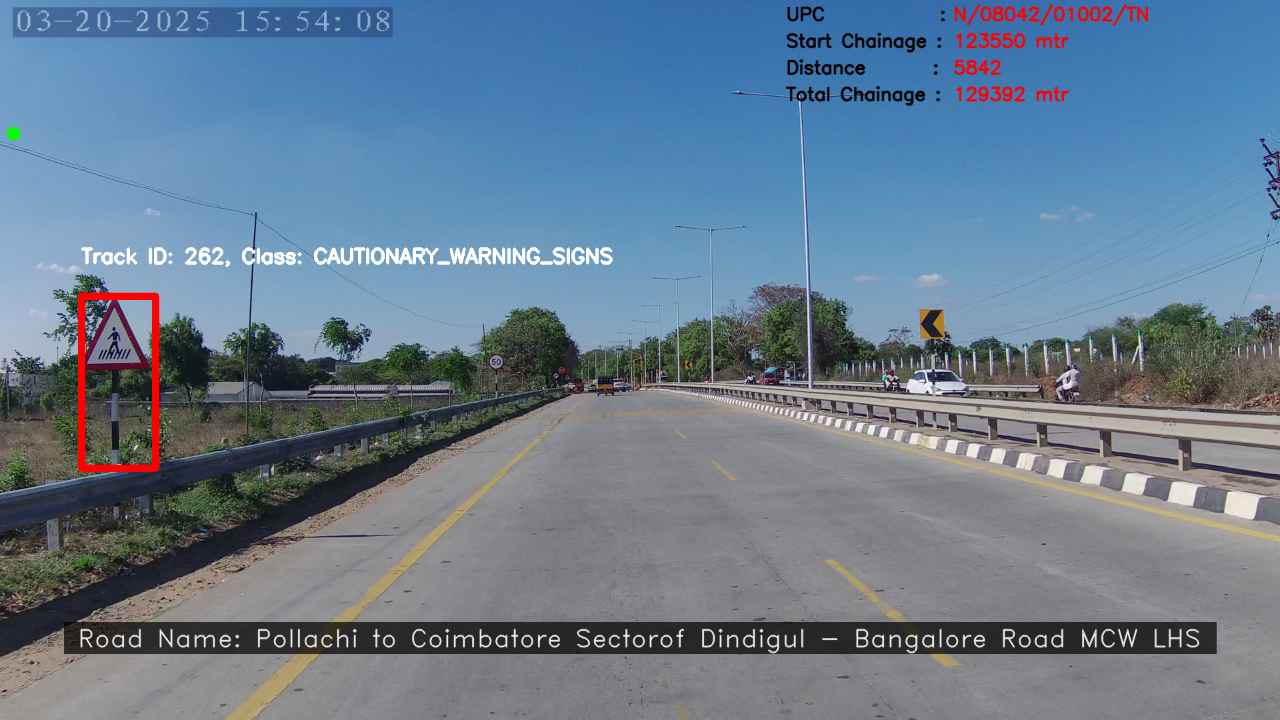 03-20-2025 15:54:08
UPC : N/08042/01002/TN
Start Chainage : 123550 mtr
Distance : 5842
Total Chainage : 129392 mtr
Track ID: 262, Class: CAUTIONARY_WARNING_SIGNS
50
Road Name: Pollachi to Coimbatore Sectorof Dindigul - Bangalore Road MCW LHS